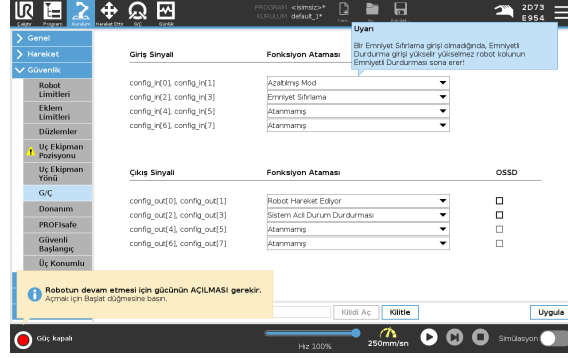 Çalıştır
Program
Kurulum
Hareket Ettir
G/Ç
Günlük
PROGRAM <isimsiz>*
KURULUM default_1*
Yeni...
Aç...
Kaydet...
2D73
E954
Uyarı
Bir Emniyet Sıfırlama girişi olmadığında, Emniyetli
Durdurma girişi yükselir yükselmez robot kolunun
Emniyetli Durdurması sona erer!
Genel
Hareket
Güvenlik
Robot
Limitleri
Eklem
Limitleri
Düzlemler
Uç Ekipman
Pozisyonu
Uç Ekipman
Yönü
G/Ç
Donanım
PROFIsafe
Güvenli
Başlangıç
Üç Konumlu
Giriş Sinyali Fonksiyon Ataması
config_in[0], config_in[1] Azaltılmış Mod
config_in[2], config_in[3] Emniyet Sıfırlama
config_in[4], config_in[5] Atanmamış
config_in[6], config_in[7] Atanmamış
Çıkış Sinyali Fonksiyon Ataması OSSD
config_out[0], config_out[1] Robot Hareket Ediyor
config_out[2], config_out[3] Sistem Acil Durum Durdurması
config_out[4], config_out[5] Atanmamış
config_out[6], config_out[7] Atanmamış
Robotun devam etmesi için gücünün AÇILMASI gerekir.
Açmak için Başlat düğmesine basın.
Kilidi Aç
Kilitle
Uygula
Güç kapalı
Hız 100%
250mm/sn
Simülasyon